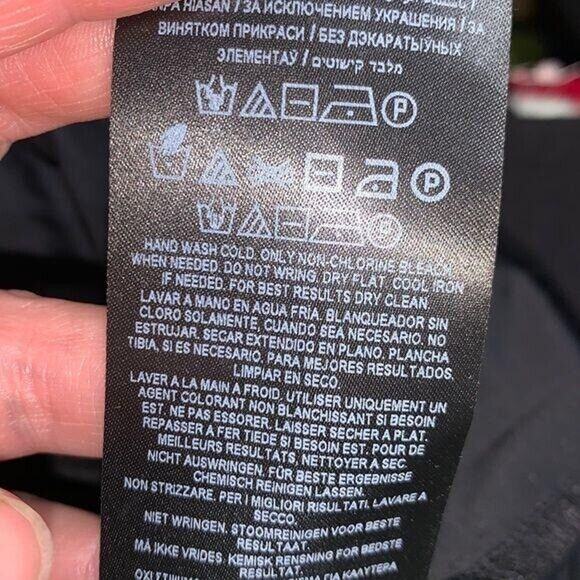 HIASAN / ЗА ИСКЛЮЧЕНИЕМ УКРАШЕНИЯ / ЗА
ВИНЯТКОМ ПРИКРАСИ / БЕЗ ДЭКАРАТЫЎНЫХ
ЭЛЕМЕНТАЎ / מלבד קישוטים
P
P
HAND WASH COLD. ONLY NON-CHLORINE BLEACH
WHEN NEEDED. DO NOT WRING. DRY FLAT. COOL IRON
IF NEEDED. FOR BEST RESULTS DRY CLEAN.
LAVAR A MANO EN AGUA FRIA. BLANQUEADOR SIN
CLORO SOLAMENTE, CUANDO SEA NECESARIO. NO
ESTRUJAR. SECAR EXTENDIDO EN PLANO. PLANCHA
TIBIA, SI ES NECESARIO. PARA MEJORES RESULTADOS.
LIMPIAR EN SECO.
LAVER A LA MAIN A FROID. UTILISER UNIQUEMENT UN
AGENT COLORANT NON BLANCHISSANT SI BESOIN
EST. NE PAS ESSORER. LAISSER SÉCHER A PLAT.
REPASSER A FER TIEDE SI BESOIN EST. POUR DE
MEILLEURS RESULTATS, NETTOYER A SEC.
NICHT AUSWRINGEN. FÜR BESTE ERGEBNISSE
CHEMISCH REINIGEN LASSEN.
NON STRIZZARE. PER I MIGLIORI RISULTATI, LAVARE A
SECCO.
NIET WRINGEN. STOOMREINIGEN VOOR BESTE
RESULTAAT.
MÅ IKKE VRIDES. KEMISK RENSNING FOR BEDSTE
RESULTAT.
ΓΙΑ ΚΑΛΥΤΕΡΑ